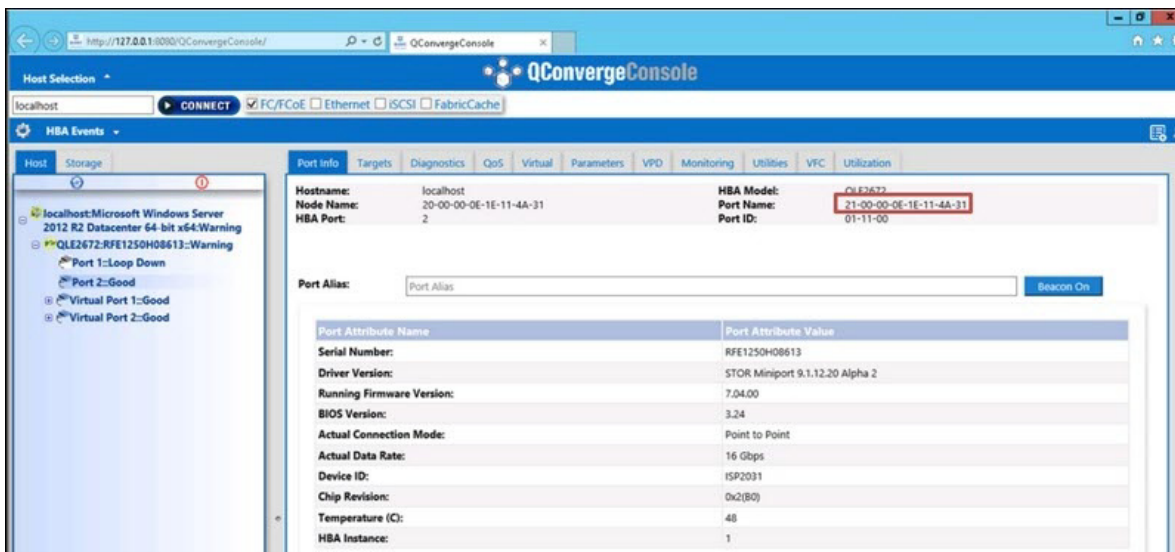 http://127.0.0.1:8080/QConvergeConsole/
QConvergeConsole
Host Selection
QConvergeConsole
localhost CONNECT FC/FCoE Ethernet iSCSI FabricCache
HBA Events
Host Storage
Port Info Targets Diagnostics QoS Virtual Parameters VPD Monitoring Utilities VFC Utilization
localhost:Microsoft Windows Server
2012 R2 Datacenter 64-bit x64:Warning
QLE2672:RFE1250H08613::Warning
Port 1::Loop Down
Port 2::Good
Virtual Port 1::Good
Virtual Port 2::Good
Hostname: localhost HBA Model: QLE2672
Node Name: 20-00-00-0E-1E-11-4A-31 Port Name: 21-00-00-0E-1E-11-4A-31
HBA Port: 2 Port ID: 01-11-00
Port Alias: Port Alias Beacon On
Port Attribute Name Port Attribute Value
Serial Number: RFE1250H08613
Driver Version: STOR Miniport 9.1.12.20 Alpha 2
Running Firmware Version: 7.04.00
BIOS Version: 3.24
Actual Connection Mode: Point to Point
Actual Data Rate: 16 Gbps
Device ID: ISP2031
Chip Revision: 0x2(B0)
Temperature (C): 48
HBA Instance: 1